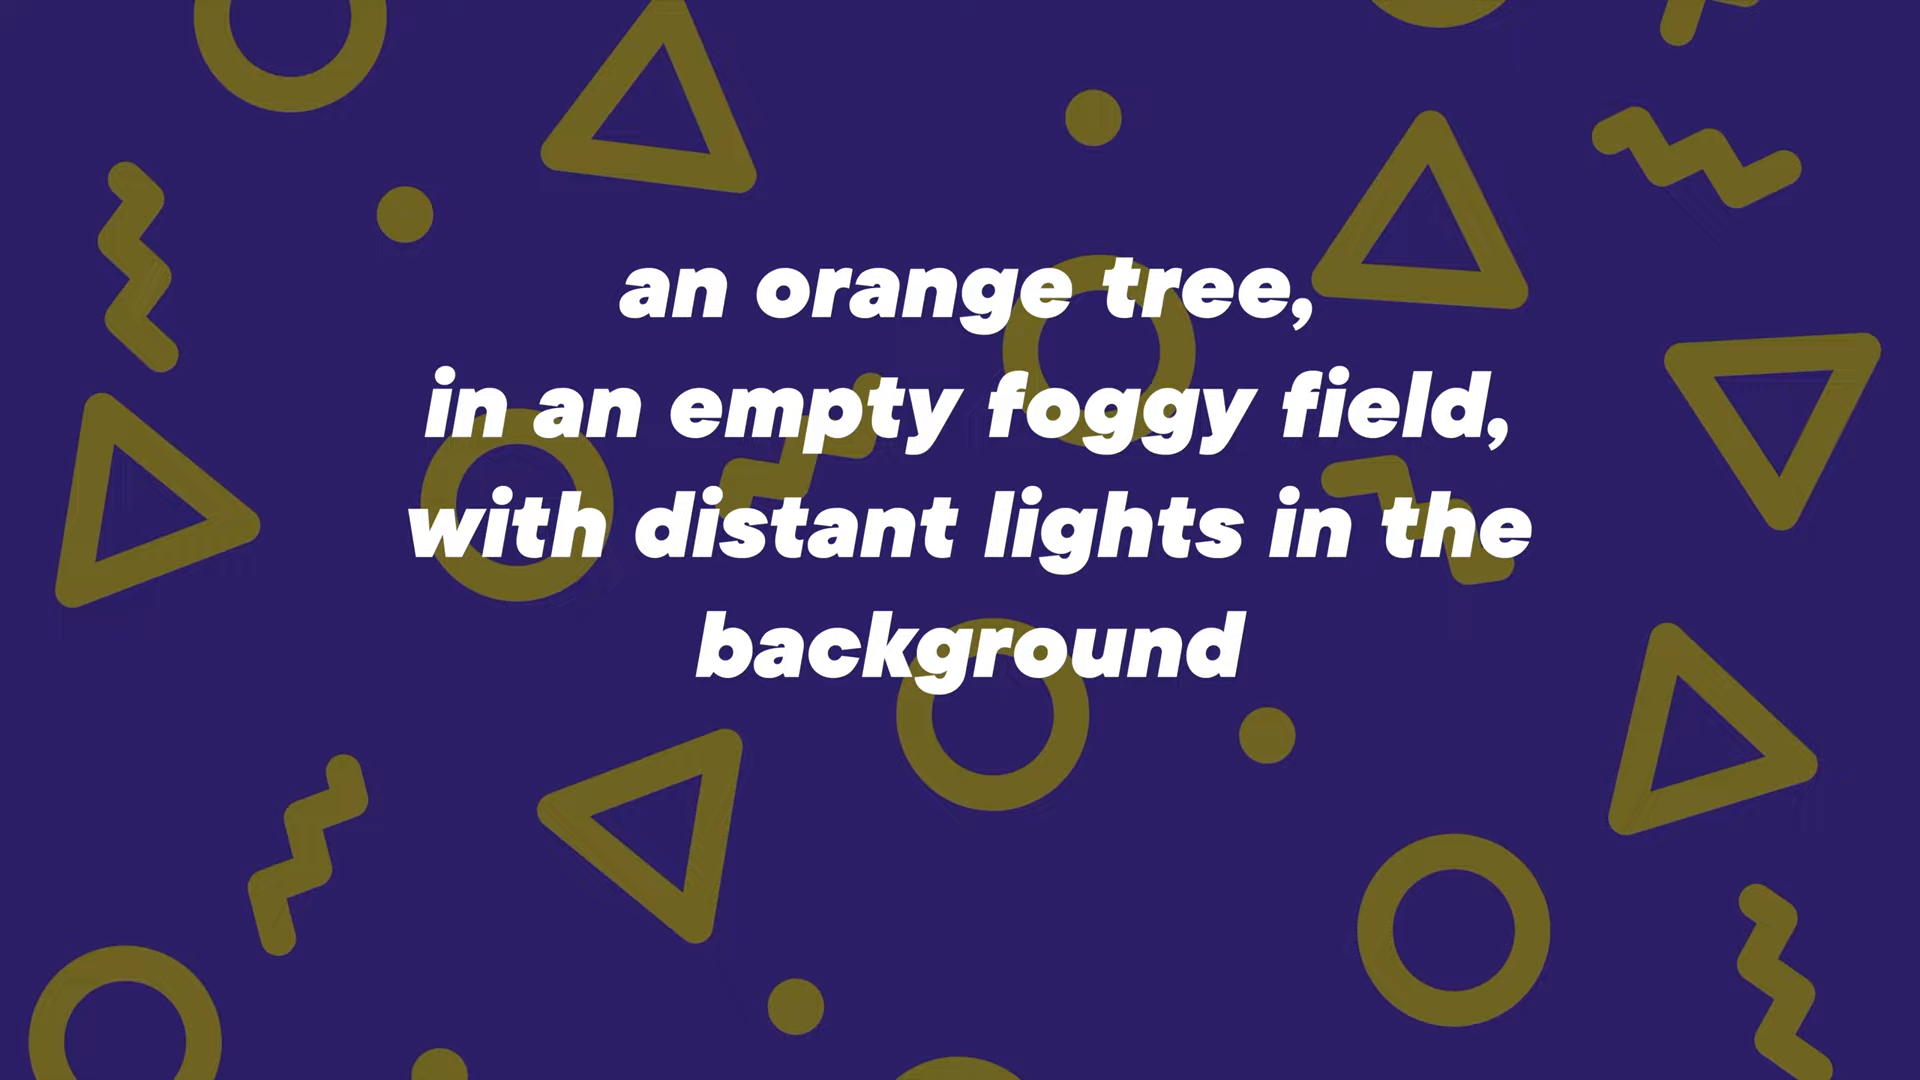 an orange tree,
in an empty foggy field,
with distant lights in the
background